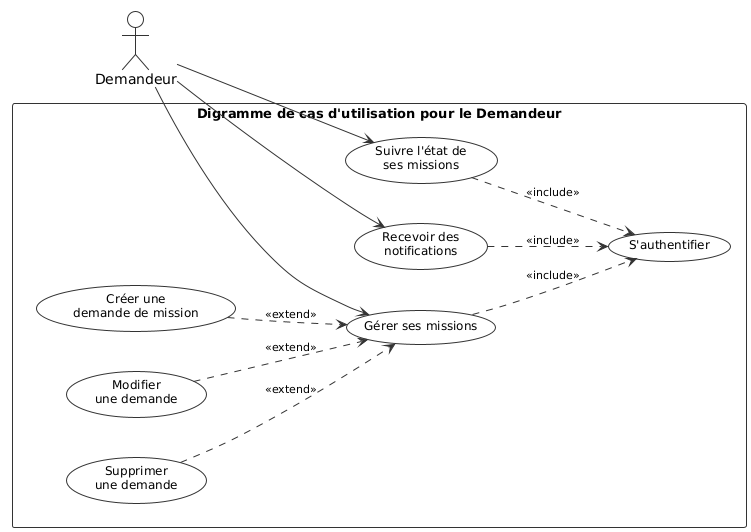 Demandeur
Digramme de cas d'utilisation pour le Demandeur
Suivre l'état de
ses missions
«include»
Recevoir des
notifications
«include»
S'authentifier
«include»
Créer une
demande de mission
«extend»
Gérer ses missions
«extend»
Modifier
une demande
«extend»
Supprimer
une demande